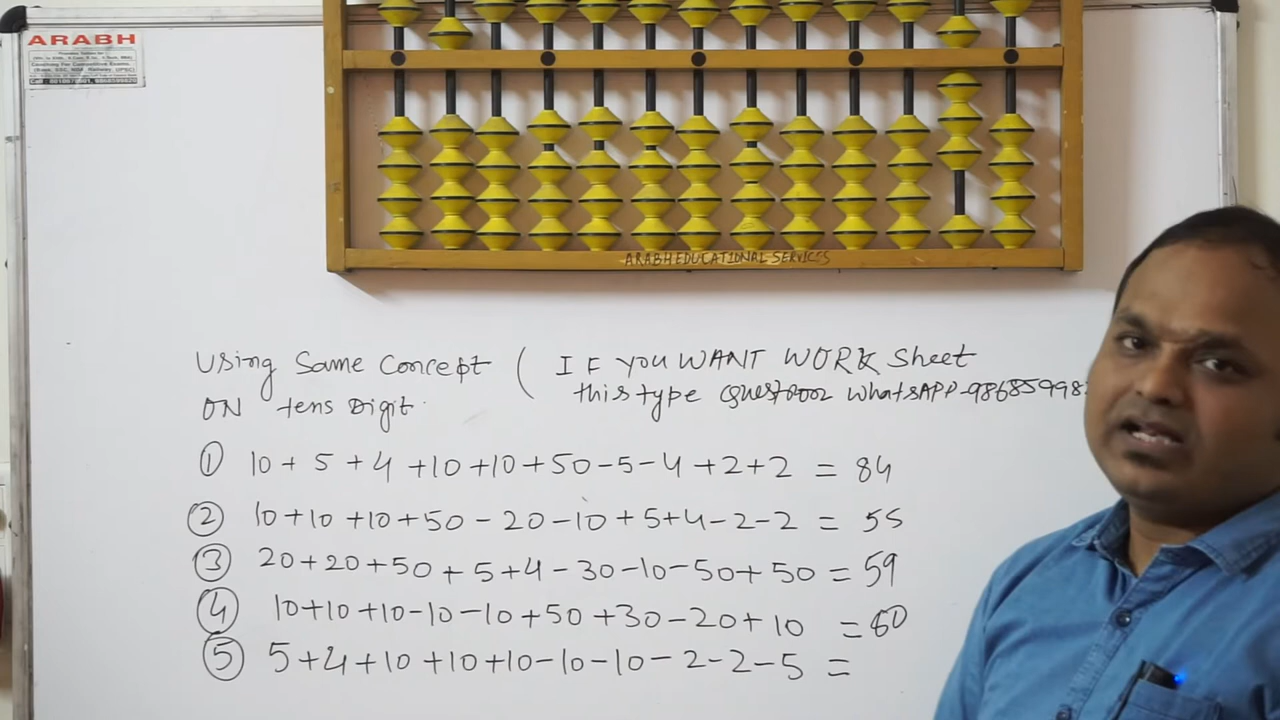 ARABH
ARABH EDUCATIONAL SERVICES
Using Same Concept ( IF YOU WANT WORK Sheet
ON tens Digit. this type question whatsAPP-98685998
① 10 + 5 + 4 + 10 + 10 + 50 - 5 - 4 + 2 + 2 = 84
② 10 + 10 + 10 + 50 - 20 - 10 + 5 + 4 - 2 - 2 = 55
③ 20 + 20 + 50 + 5 + 4 - 30 - 10 - 50 + 50 = 59
④ 10 + 10 + 10 - 10 - 10 + 50 + 30 - 20 + 10 = 80
⑤ 5 + 4 + 10 + 10 + 10 - 10 - 10 - 2 - 2 - 5 =